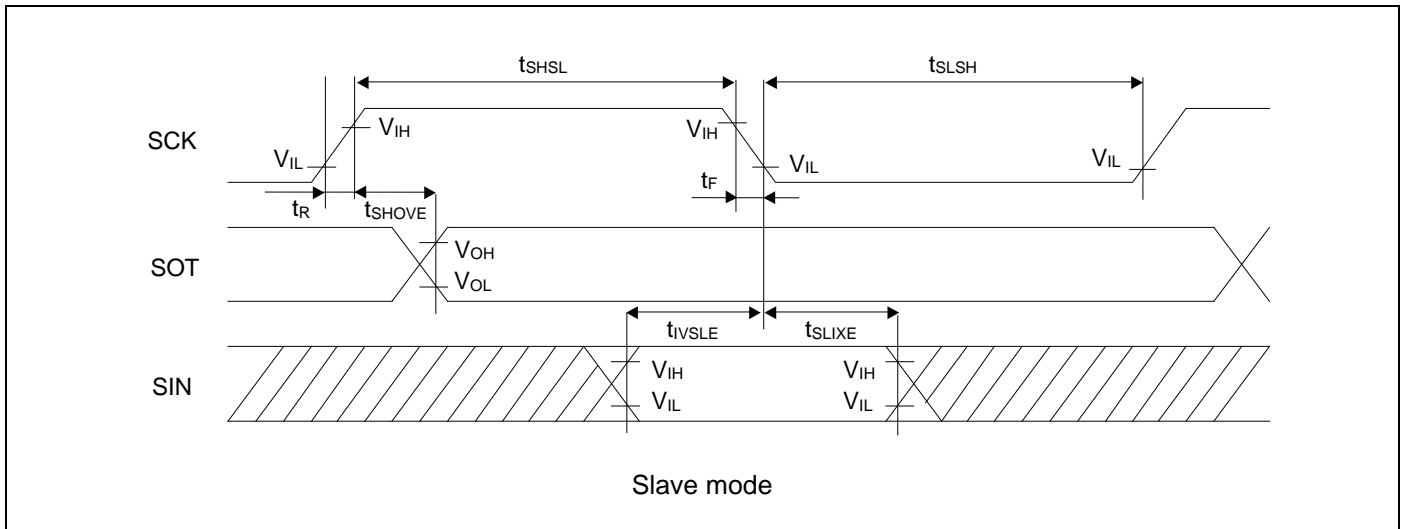 tSHSL
tSLSH
SCK
VIH
VIH
VIL
VIL
VIL
tF
tR
tSHOVE
SOT
VOH
VOL
tIVSLE
tSLIXE
SIN
VIH
VIH
VIL
VIL
Slave mode